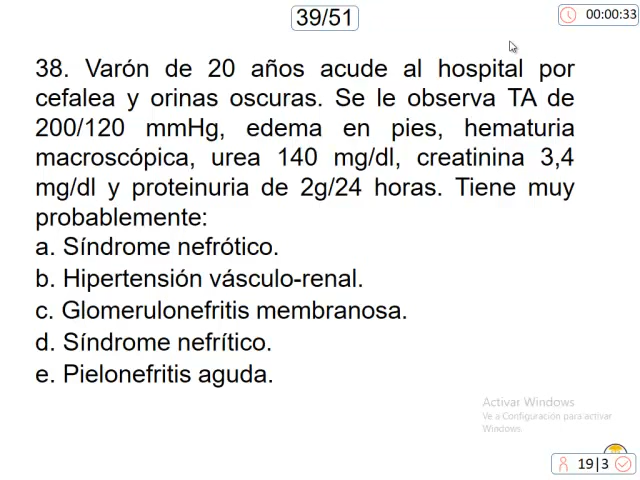 39/51
00:00:33
38. Varón de 20 años acude al hospital por
cefalea y orinas oscuras. Se le observa TA de
200/120 mmHg, edema en pies, hematuria
macroscópica, urea 140 mg/dl, creatinina 3,4
mg/dl y proteinuria de 2g/24 horas. Tiene muy
probablemente:
a. Síndrome nefrótico.
b. Hipertensión vásculo-renal.
c. Glomerulonefritis membranosa.
d. Síndrome nefrítico.
e. Pielonefritis aguda.
Activar Windows
Ve a Configuración para activar
Windows.
19|3